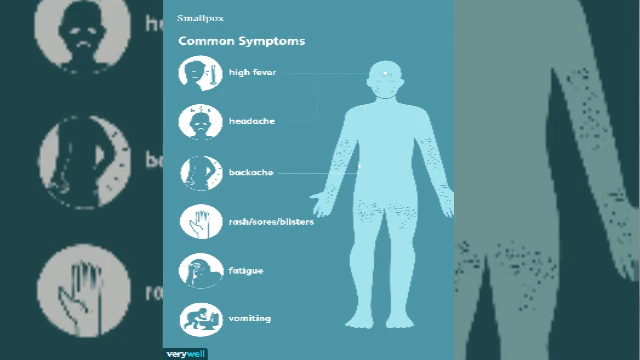 Smallpox
Common Symptoms
high fever
headache
backache
rash/sores/blisters
fatigue
vomiting
verywell